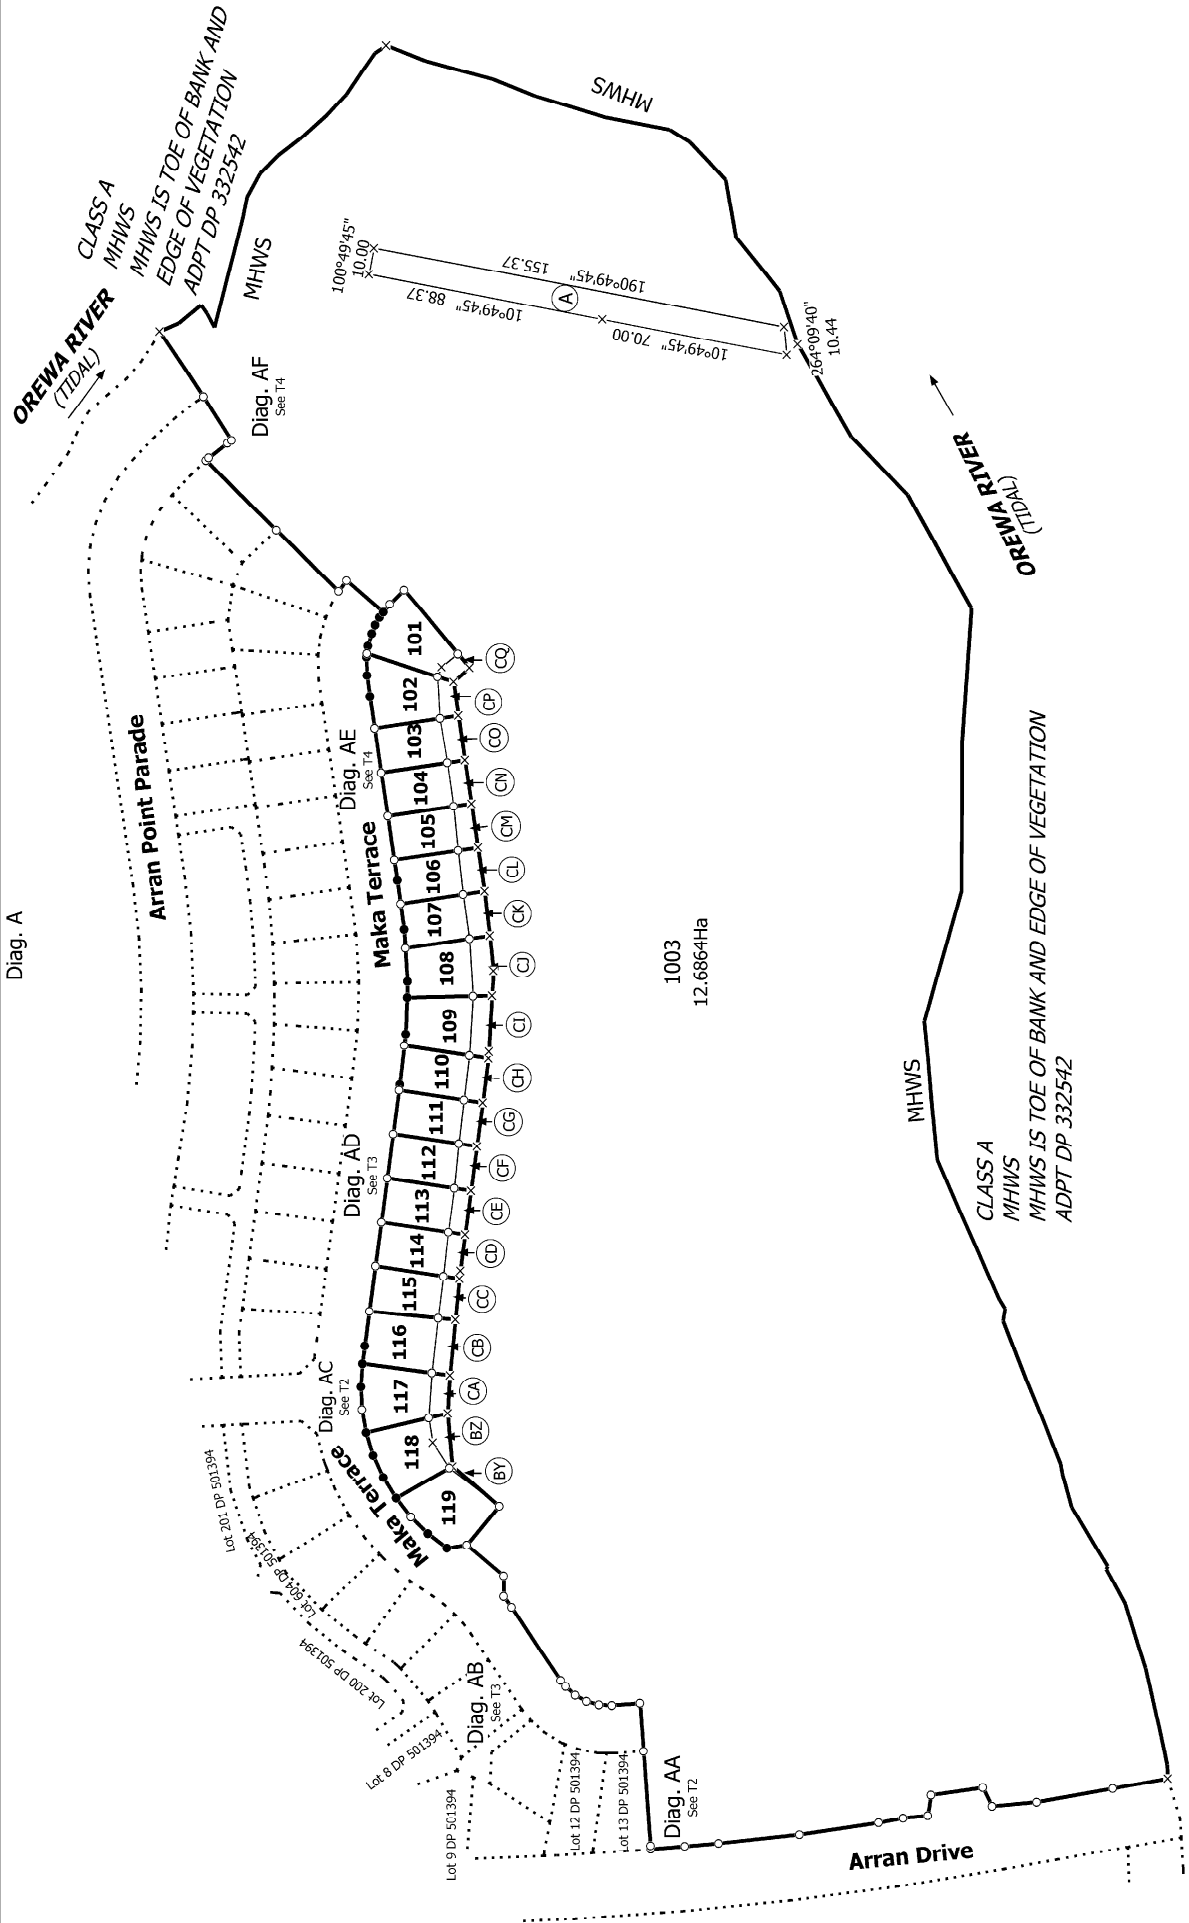 Diag. A
OREWA RIVER
(TIDAL)
CLASS A
MHWS
MHWS IS TOE OF BANK AND
EDGE OF VEGETATION
ADPT DP 332542
MHWS
MHWS
Diag. AF
See T4
100°49'45"
10.00
190°49'45" 155.37
10°49'45" 88.37
A
10°49'45" 70.00
264°09'40"
10.44
OREWA RIVER
(TIDAL)
Arran Point Parade
Diag. AE
See T4
Maka Terrace
101
102
103
104
105
106
107
108
109
110
111
112
113
114
115
116
117
118
119
CQ
CP
CO
CN
CM
CL
CK
CJ
CI
CH
CG
CF
CE
CD
CC
CB
CA
BZ
BY
1003
12.6864Ha
MHWS
CLASS A
MHWS
MHWS IS TOE OF BANK AND EDGE OF VEGETATION
ADPT DP 332542
Diag. AD
See T3
Diag. AC
See T2
Maka Terrace
Lot 201 DP 501394
Lot 604 DP 501394
Lot 200 DP 501394
Lot 8 DP 501394
Diag. AB
See T3
Lot 9 DP 501394
Lot 12 DP 501394
Lot 13 DP 501394
Diag. AA
See T2
Arran Drive